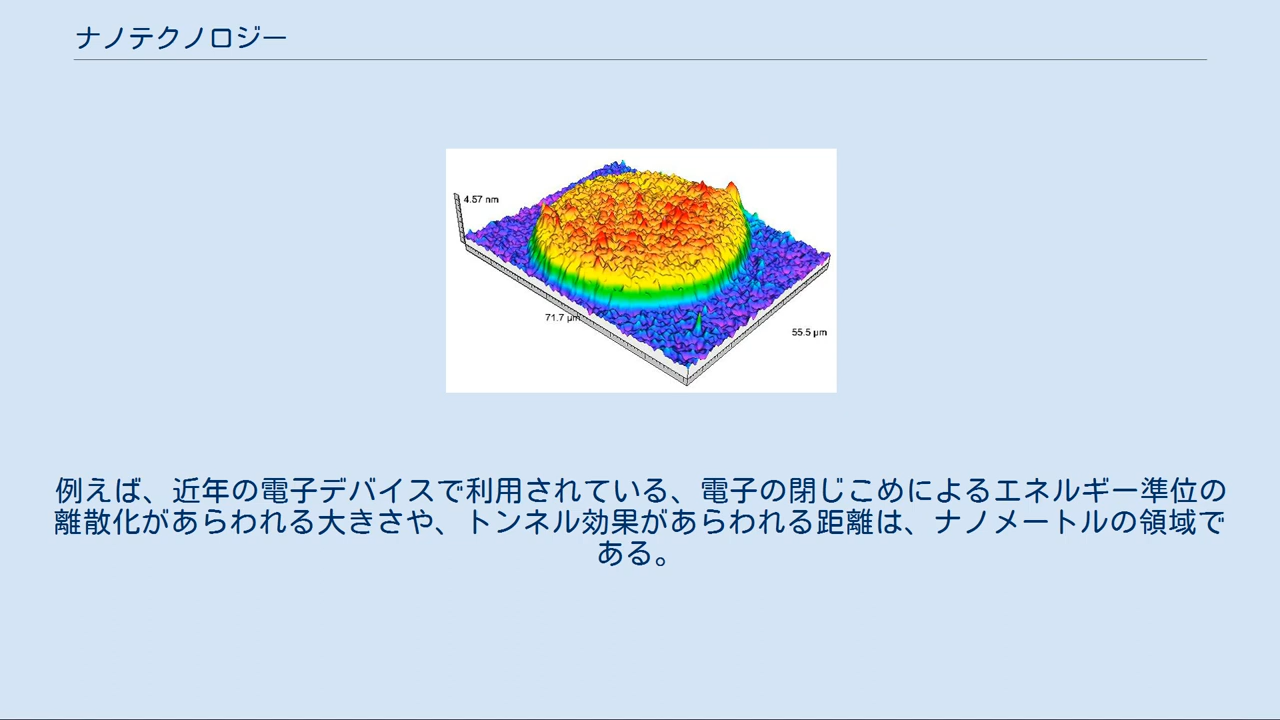 ナノテクノロジー
4.57 nm
71.7 µm
55.5 µm
例えば、近年の電子デバイスで利用されている、電子の閉じこめによるエネルギー準位の
離散化があらわれる大きさや、トンネル効果があらわれる距離は、ナノメートルの領域で
ある。